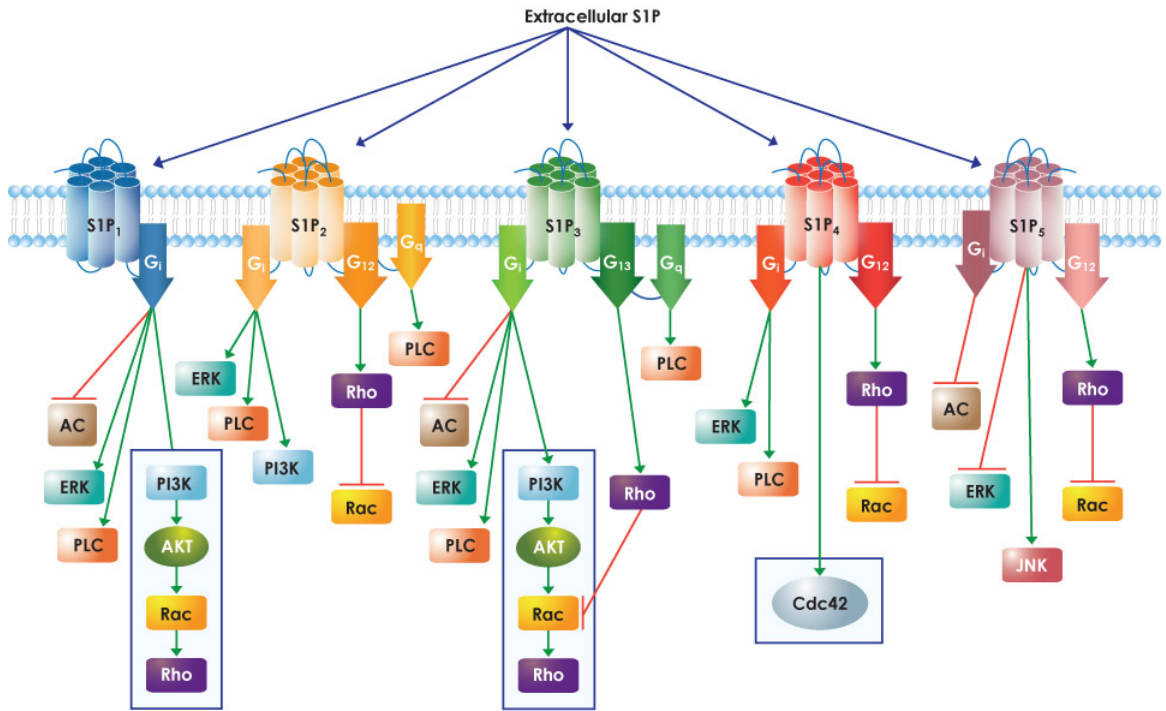 Extracellular S1P
S1P1
S1P2
S1P3
S1P4
S1P5
Gi
Gi
G12
Gq
Gi
G13
Gq
Gi
G12
Gi
G12
AC
ERK
PLC
PI3K
AKT
Rac
Rho
ERK
PLC
PI3K
Rho
Rac
PLC
AC
ERK
PLC
PI3K
AKT
Rac
Rho
Rho
PLC
ERK
PLC
Cdc42
Rho
Rac
AC
ERK
JNK
Rho
Rac